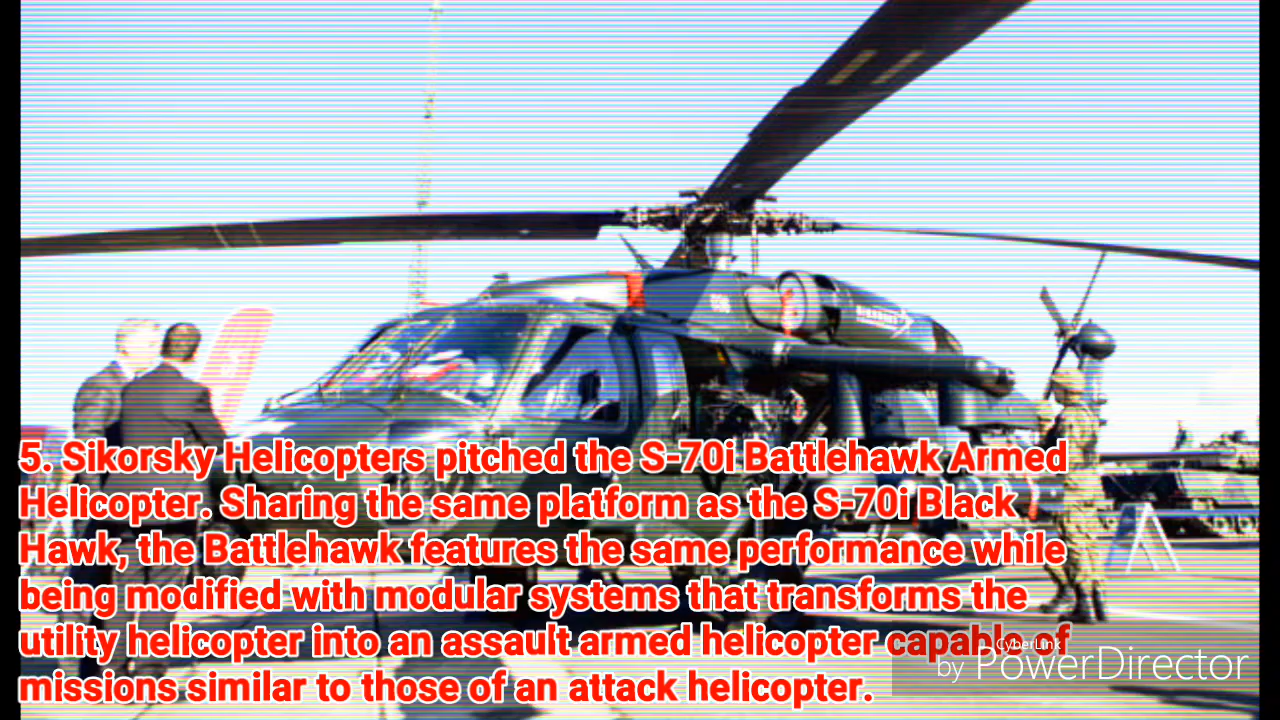 5. Sikorsky Helicopters pitched the S-70i Battlehawk Armed
Helicopter. Sharing the same platform as the S-70i Black
Hawk, the Battlehawk features the same performance while
being modified with modular systems that transforms the
utility helicopter into an assault armed helicopter capable of
missions similar to those of an attack helicopter.
CyberLink
by PowerDirector